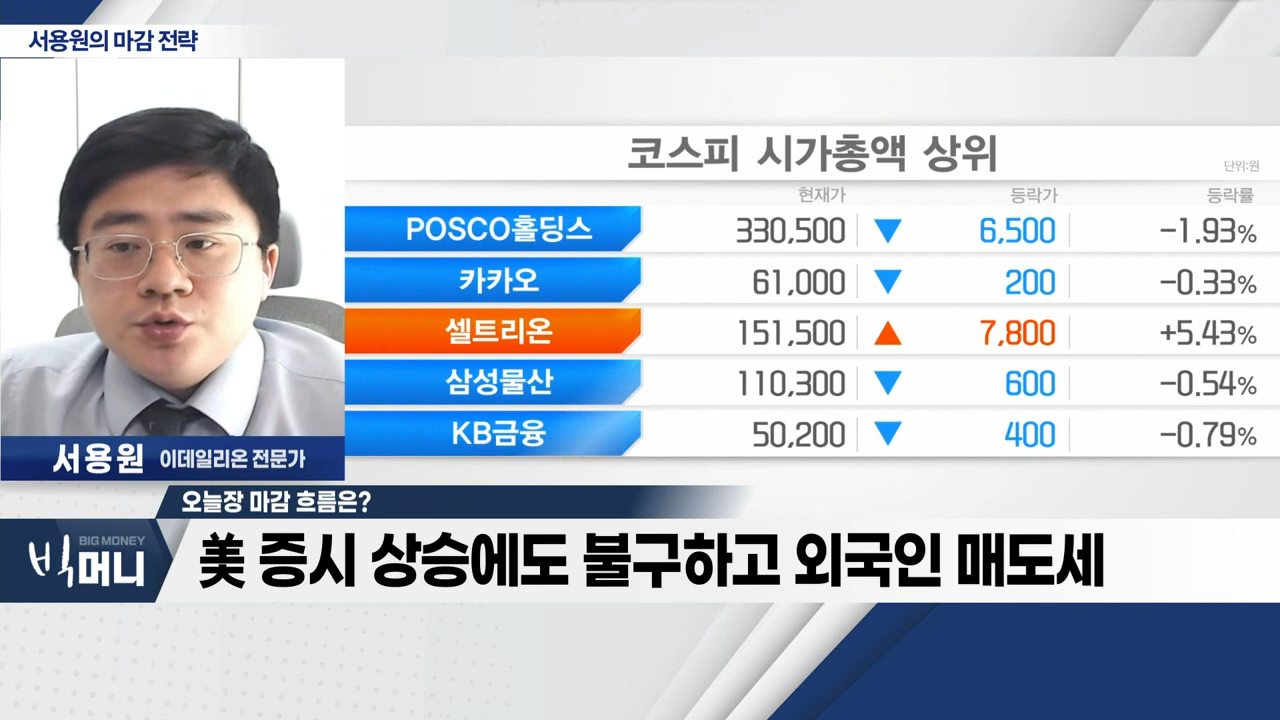 서용원의 마감 전략
코스피 시가총액 상위
단위:원
현재가 등락가 등락률
POSCO홀딩스 330,500 ▼ 6,500 -1.93%
카카오 61,000 ▼ 200 -0.33%
셀트리온 151,500 ▲ 7,800 +5.43%
삼성물산 110,300 ▼ 600 -0.54%
KB금융 50,200 ▼ 400 -0.79%
서용원 이데일리온 전문가
오늘장 마감 흐름은?
BIG MONEY
빅머니
美 증시 상승에도 불구하고 외국인 매도세